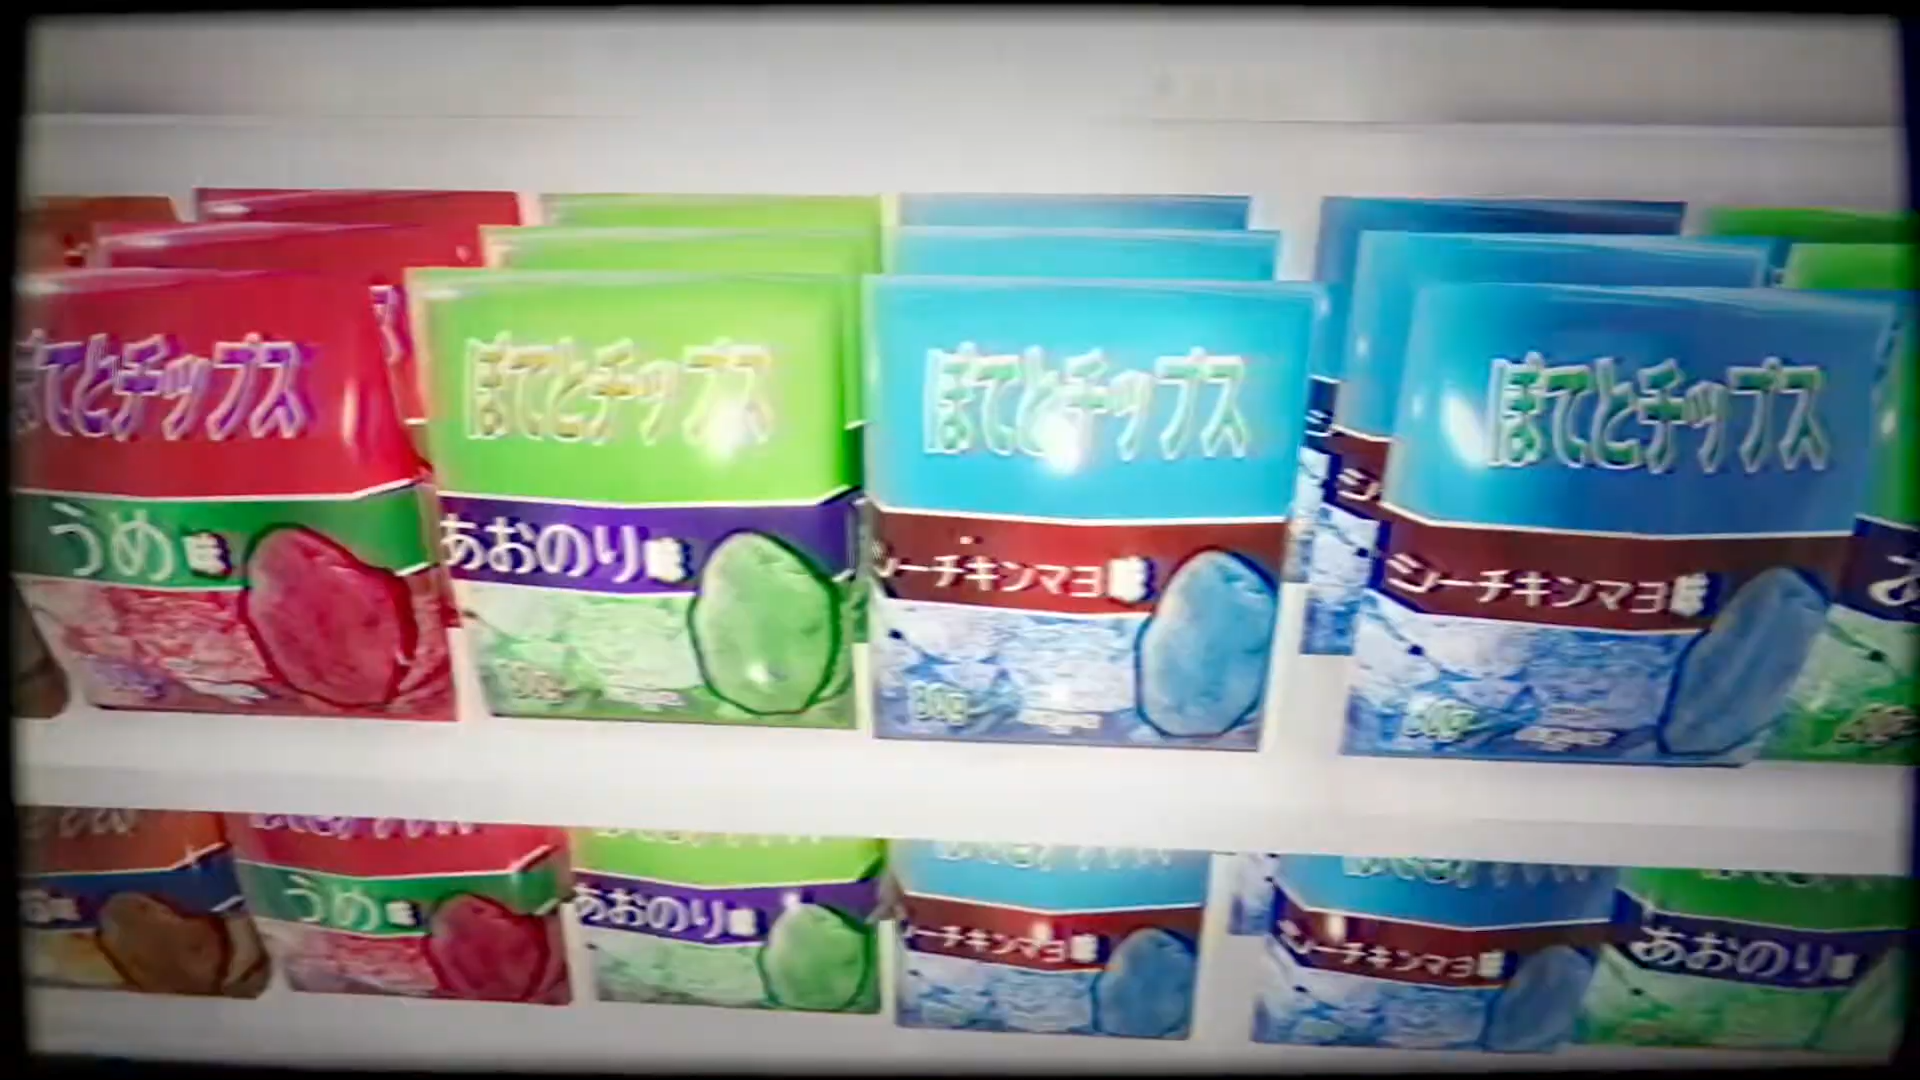 ぽてとチップス
うめ味
ぽてとチップス
あおのり味
ぽてとチップス
シーチキンマヨ味
60g
ぽてとチップス
シーチキンマヨ味
60g
うめ味
あおのり味
シーチキンマヨ味
シーチキンマヨ味
あおのり味